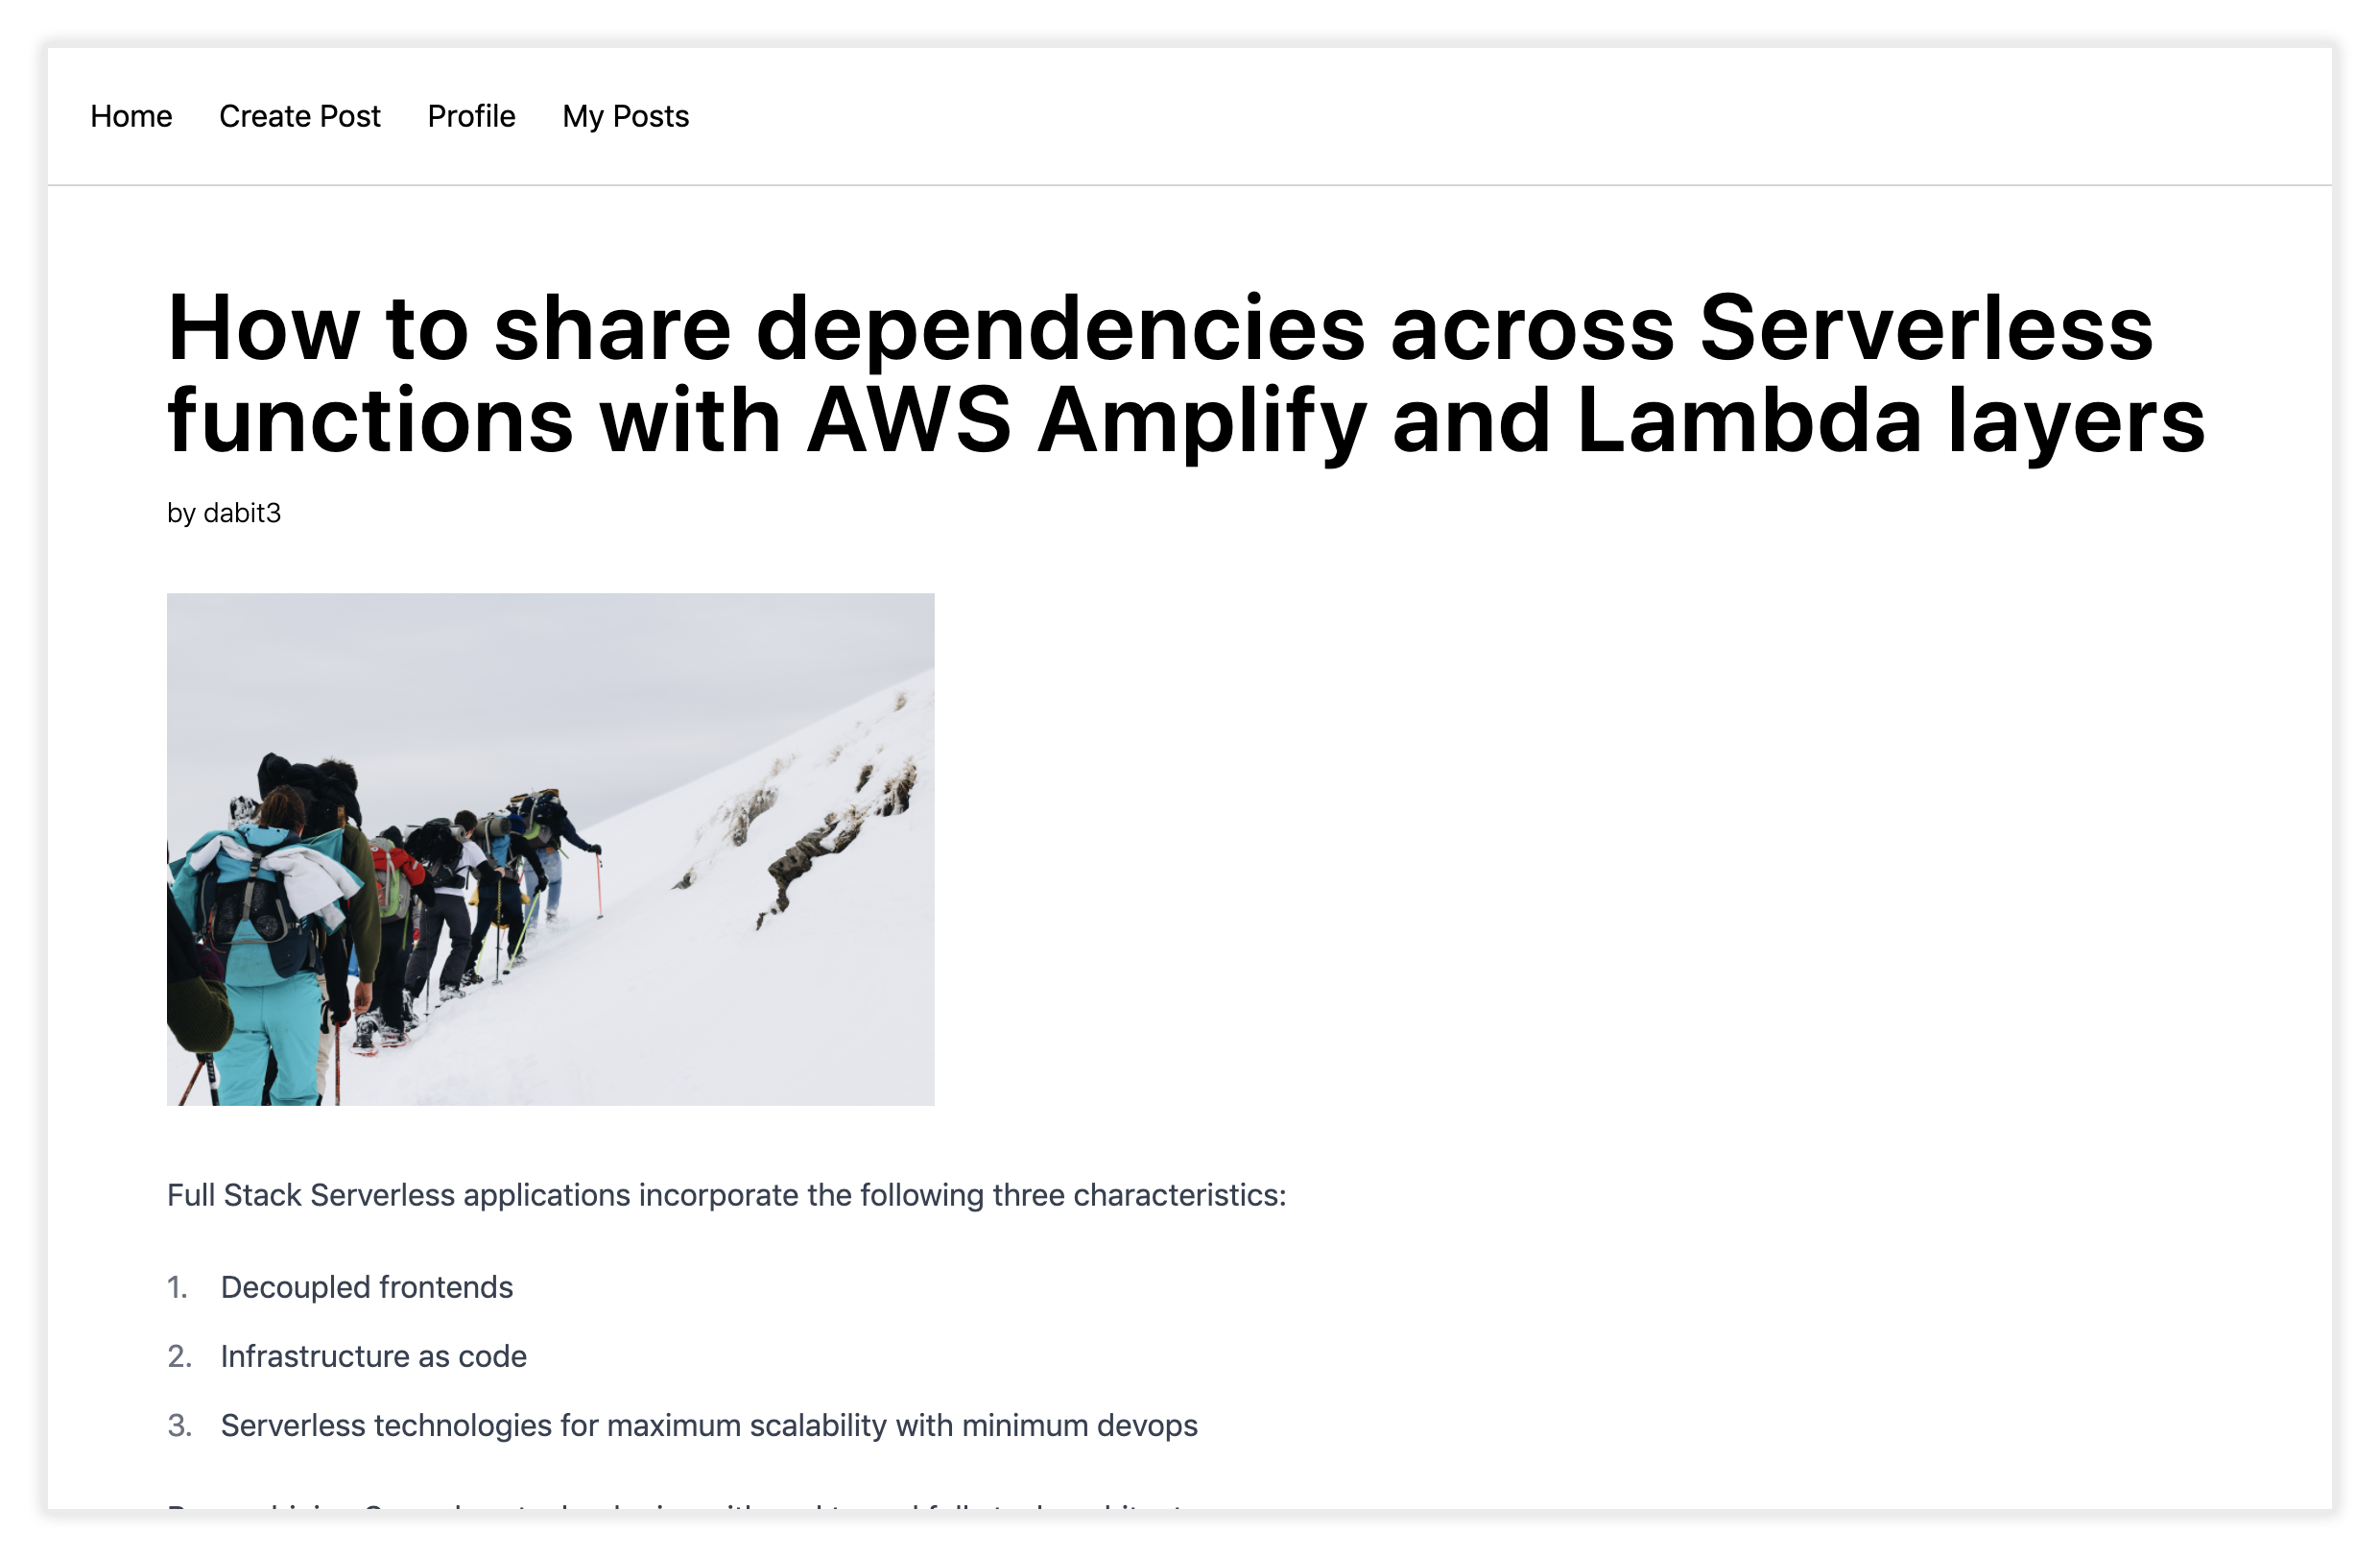 Home Create Post Profile My Posts
How to share dependencies across Serverless
functions with AWS Amplify and Lambda layers
by dabit3
Full Stack Serverless applications incorporate the following three characteristics:
1. Decoupled frontends
2. Infrastructure as code
3. Serverless technologies for maximum scalability with minimum devops